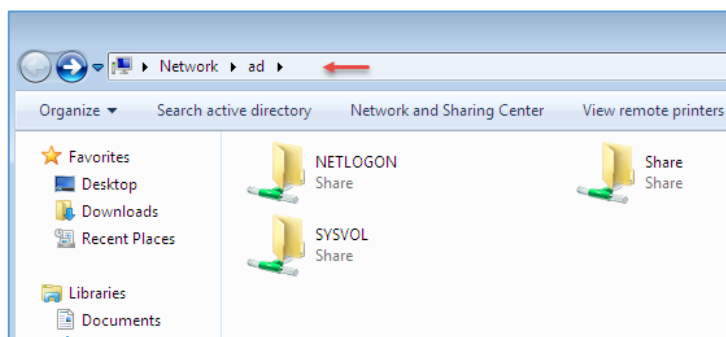 Network ad
Organize Search active directory Network and Sharing Center View remote printers
Favorites
Desktop
Downloads
Recent Places
Libraries
Documents
NETLOGON
Share
Share
Share
SYSVOL
Share